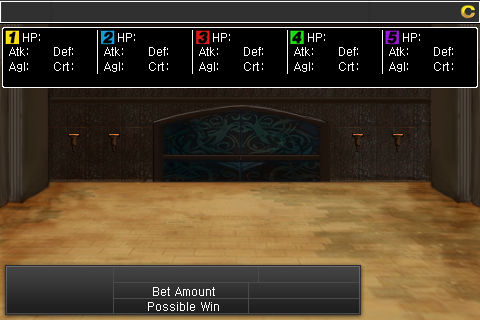 C
1 HP: 2 HP: 3 HP: 4 HP: 5 HP:
Atk: Def: Atk: Def: Atk: Def: Atk: Def: Atk: Def:
Agl: Crt: Agl: Crt: Agl: Crt: Agl: Crt: Agl: Crt:
Bet Amount
Possible Win